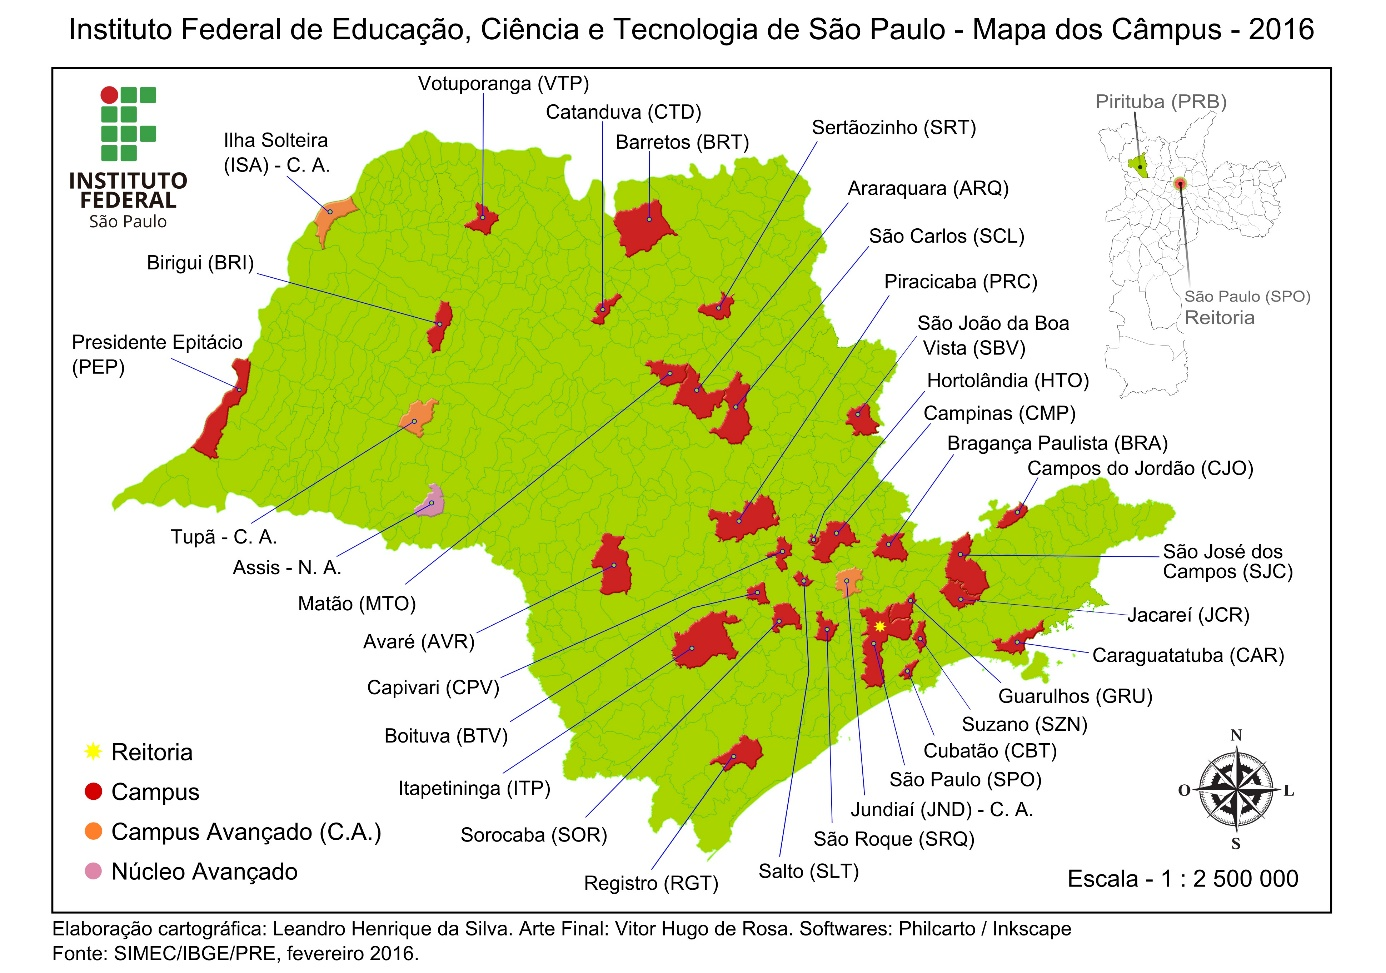 Instituto Federal de Educação, Ciência e Tecnologia de São Paulo - Mapa dos Câmpus - 2016
INSTITUTO
FEDERAL
São Paulo
Votuporanga (VTP)
Catanduva (CTD)
Barretos (BRT)
Sertãozinho (SRT)
Ilha Solteira
(ISA) - C. A.
Araraquara (ARQ)
São Carlos (SCL)
Birigui (BRI)
Piracicaba (PRC)
São João da Boa
Vista (SBV)
Presidente Epitácio
(PEP)
Hortolândia (HTO)
Campinas (CMP)
Bragança Paulista (BRA)
Campos do Jordão (CJO)
Pirituba (PRB)
São Paulo (SPO)
Reitoria
Tupã - C. A.
Assis - N. A.
Matão (MTO)
Avaré (AVR)
Capivari (CPV)
Boituva (BTV)
Itapetininga (ITP)
Sorocaba (SOR)
Registro (RGT)
São José dos
Campos (SJC)
Jacareí (JCR)
Caraguatatuba (CAR)
Guarulhos (GRU)
Suzano (SZN)
Cubatão (CBT)
São Paulo (SPO)
Jundiaí (JND) - C. A.
São Roque (SRQ)
Salto (SLT)
Reitoria
Campus
Campus Avançado (C.A.)
Núcleo Avançado
N
O
L
S
Escala - 1 : 2 500 000
Elaboração cartográfica: Leandro Henrique da Silva. Arte Final: Vitor Hugo de Rosa. Softwares: Philcarto / Inkscape
Fonte: SIMEC/IBGE/PRE, fevereiro 2016.